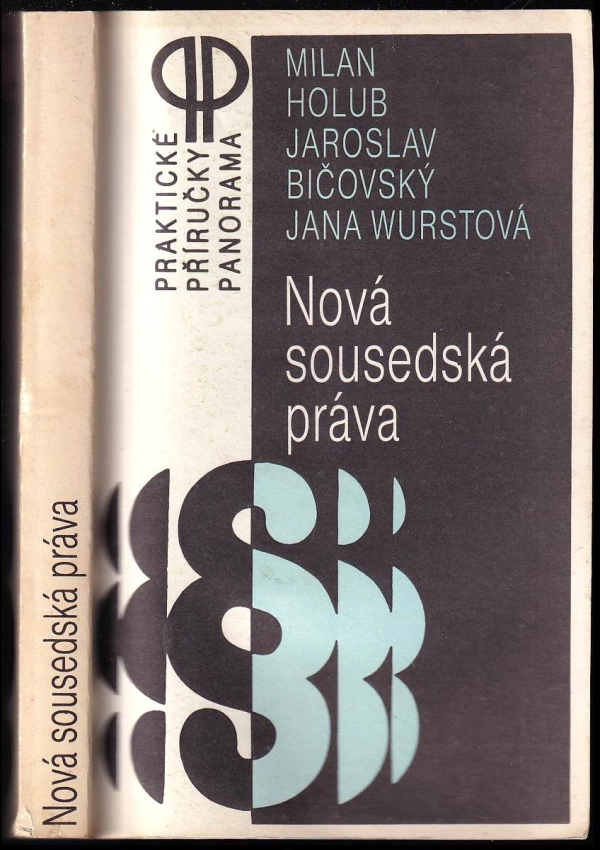 MILAN
HOLUB
JAROSLAV
BIČOVSKÝ
JANA WURSTOVÁ
PRAKTICKÉ
PŘÍRUČKY
PANORAMA
Nová
sousedská
práva
Nová sousedská práva